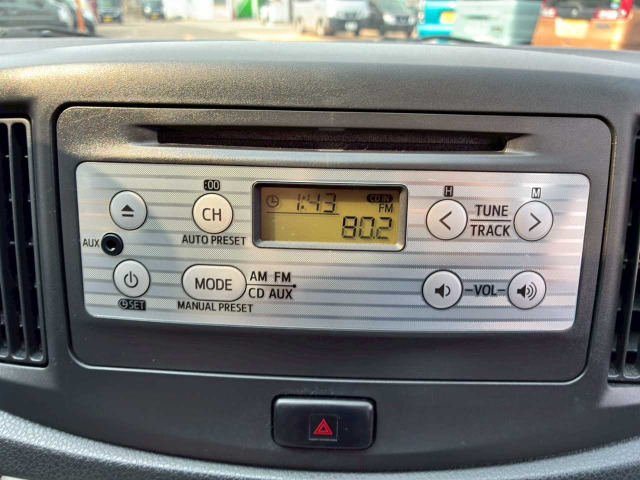 :00
H
M
1:43
CD IN
FM
80.2
CH
AUTO PRESET
TUNE
TRACK
AUX
MODE
AM FM
CD AUX
SET
MANUAL PRESET
VOL